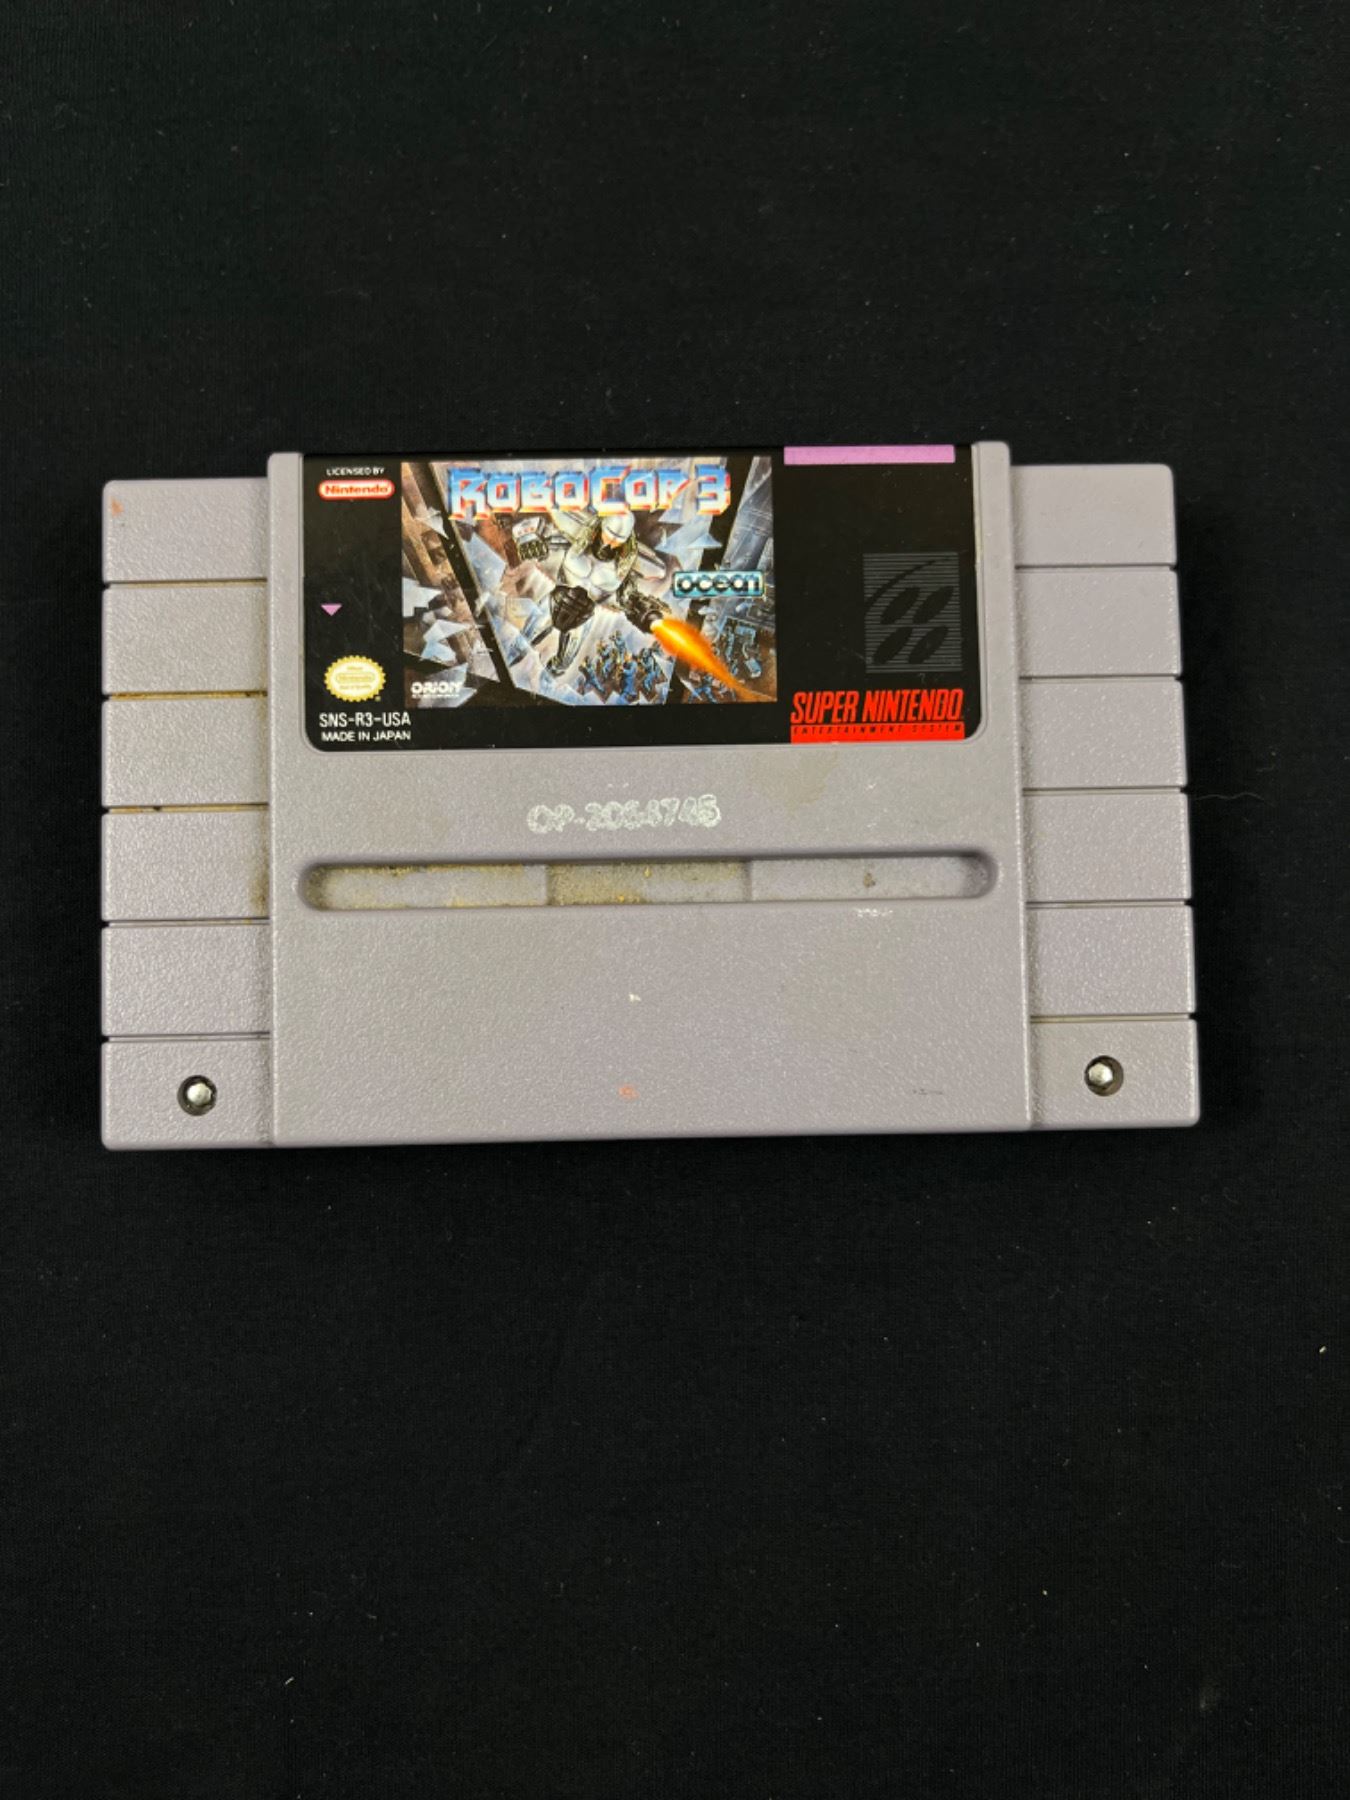 LICENSED BY
Nintendo
ROBOCOP 3
ocean
ORION
SNS-R3-USA
MADE IN JAPAN
SUPER NINTENDO
ENTERTAINMENT SYSTEM